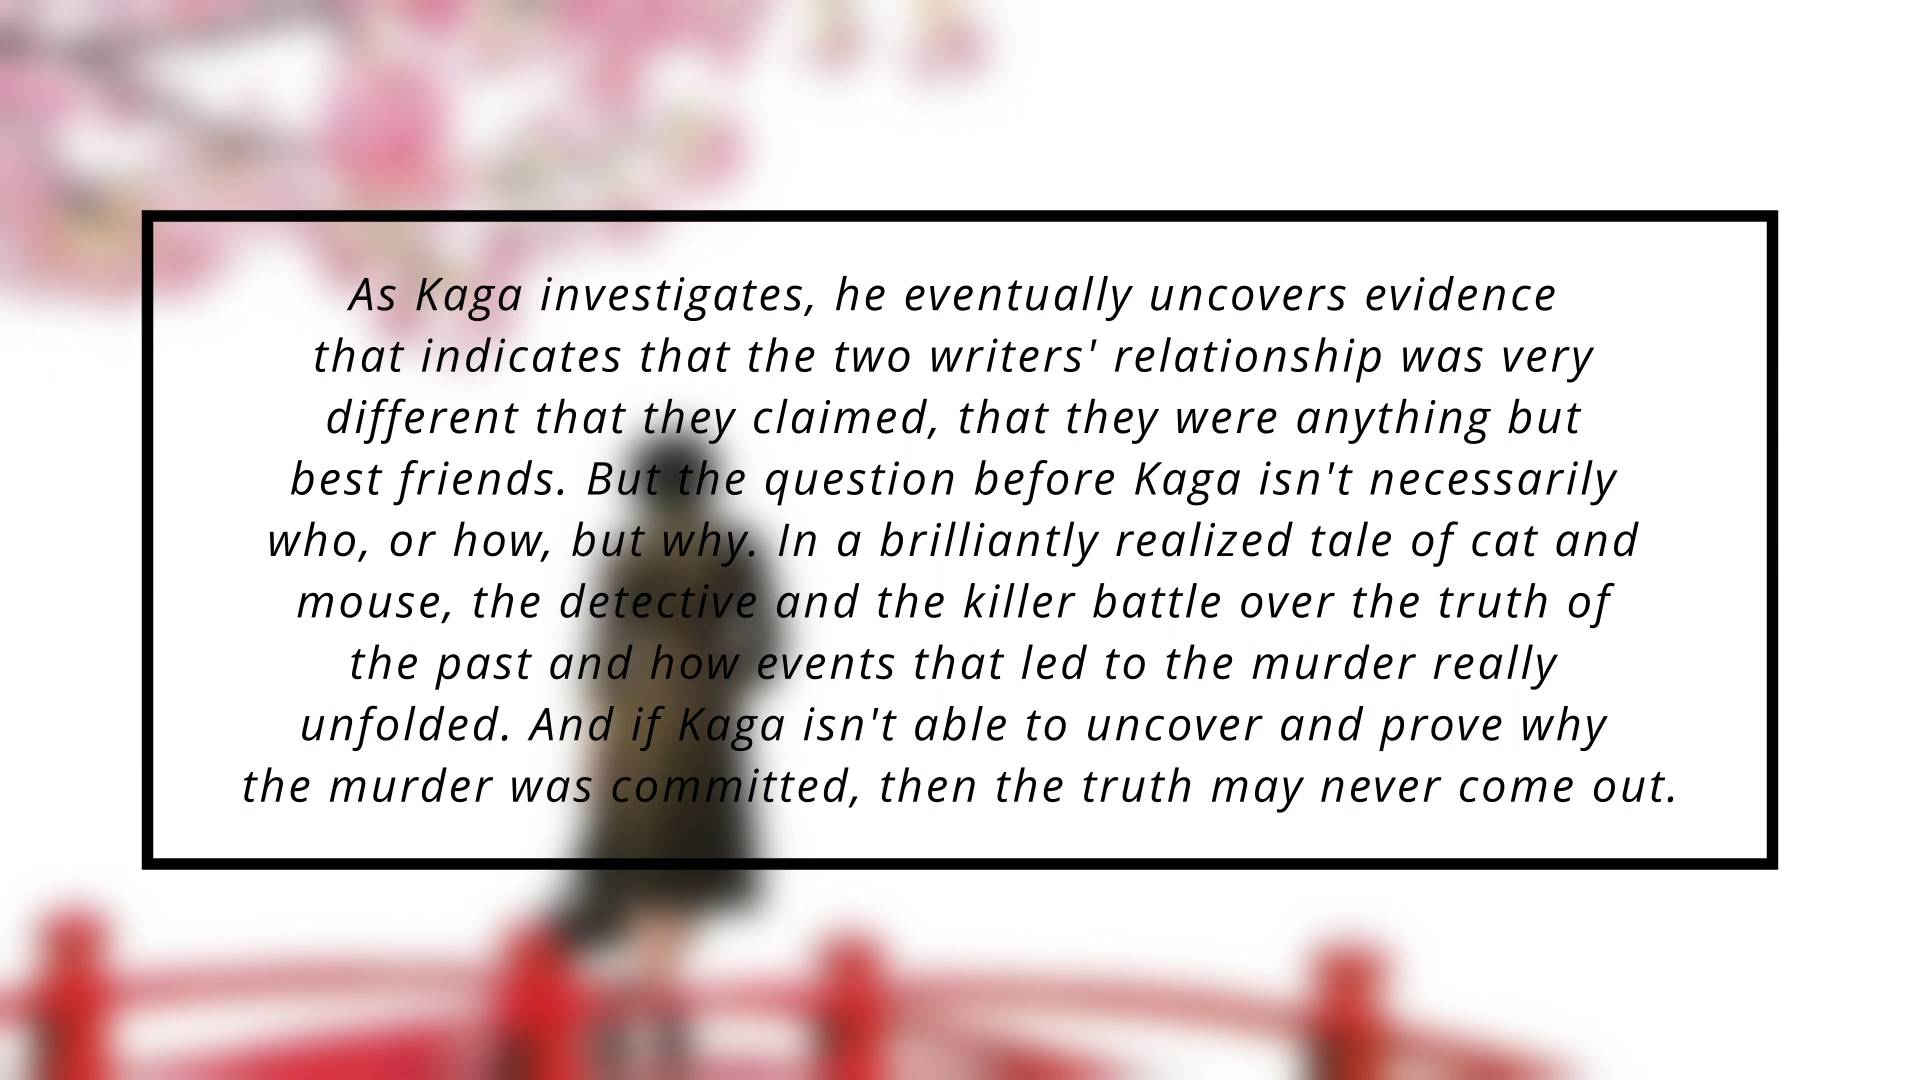 As Kaga investigates, he eventually uncovers evidence
that indicates that the two writers' relationship was very
different that they claimed, that they were anything but
best friends. But the question before Kaga isn't necessarily
who, or how, but why. In a brilliantly realized tale of cat and
mouse, the detective and the killer battle over the truth of
the past and how events that led to the murder really
unfolded. And if Kaga isn't able to uncover and prove why
the murder was committed, then the truth may never come out.